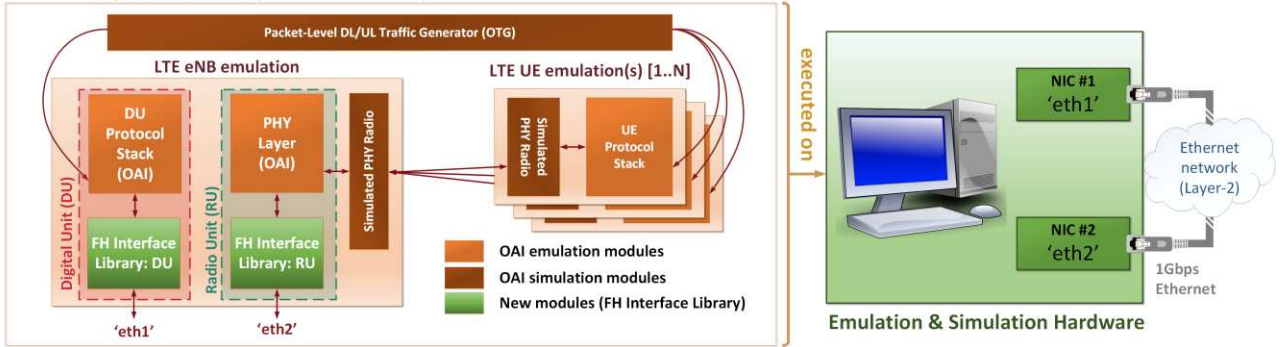 Packet-Level DL/UL Traffic Generator (OTG)
LTE eNB emulation
LTE UE emulation(s) [1..N]
Digital Unit (DU)
DU
Protocol
Stack
(OAI)
FH Interface
Library: DU
'eth1'
Radio Unit (RU)
PHY
Layer
(OAI)
FH Interface
Library: RU
'eth2'
Simulated PHY Radio
Simulated
PHY Radio
UE
Protocol
Stack
OAI emulation modules
OAI simulation modules
New modules (FH Interface Library)
executed on
NIC #1
'eth1'
NIC #2
'eth2'
Ethernet
network
(Layer-2)
1Gbps
Ethernet
Emulation & Simulation Hardware